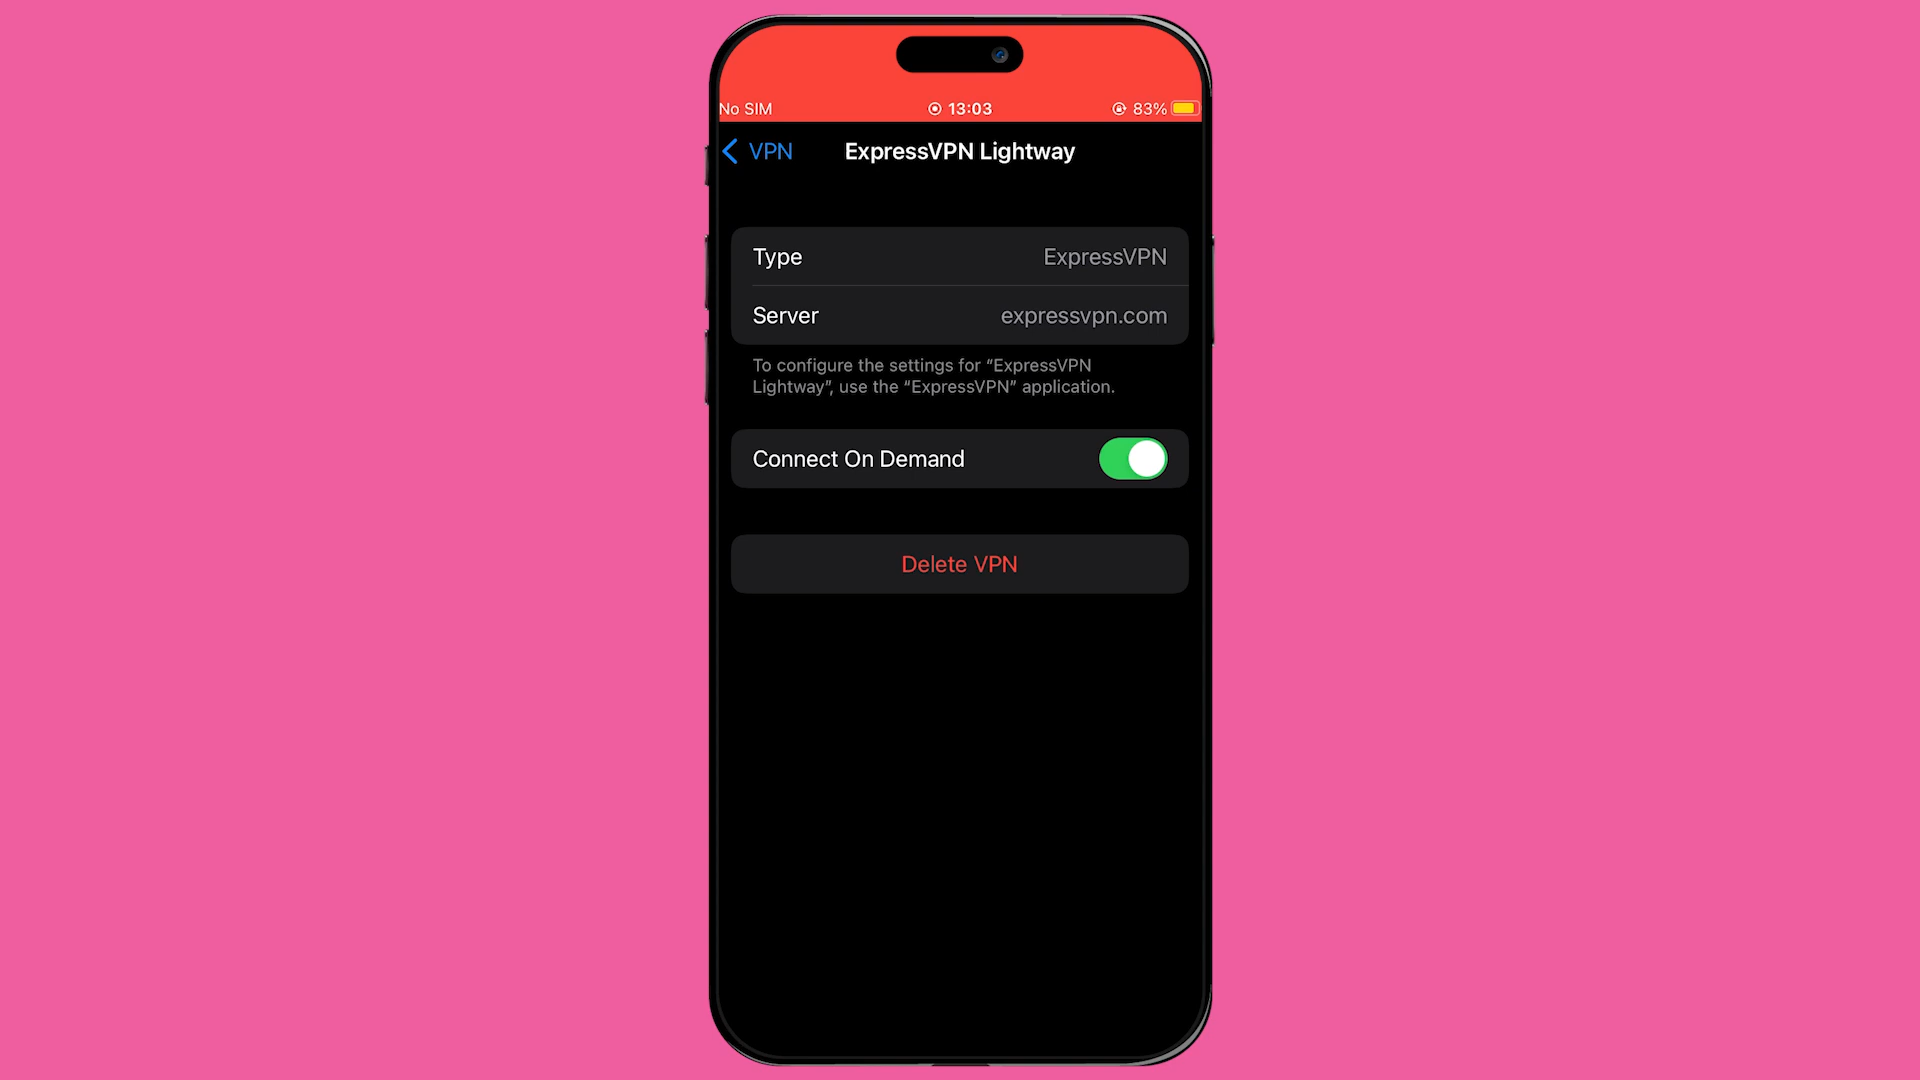 No SIM 13:03 83%
VPN ExpressVPN Lightway
Type ExpressVPN
Server expressvpn.com
To configure the settings for “ExpressVPN
Lightway”, use the “ExpressVPN” application.
Connect On Demand
Delete VPN